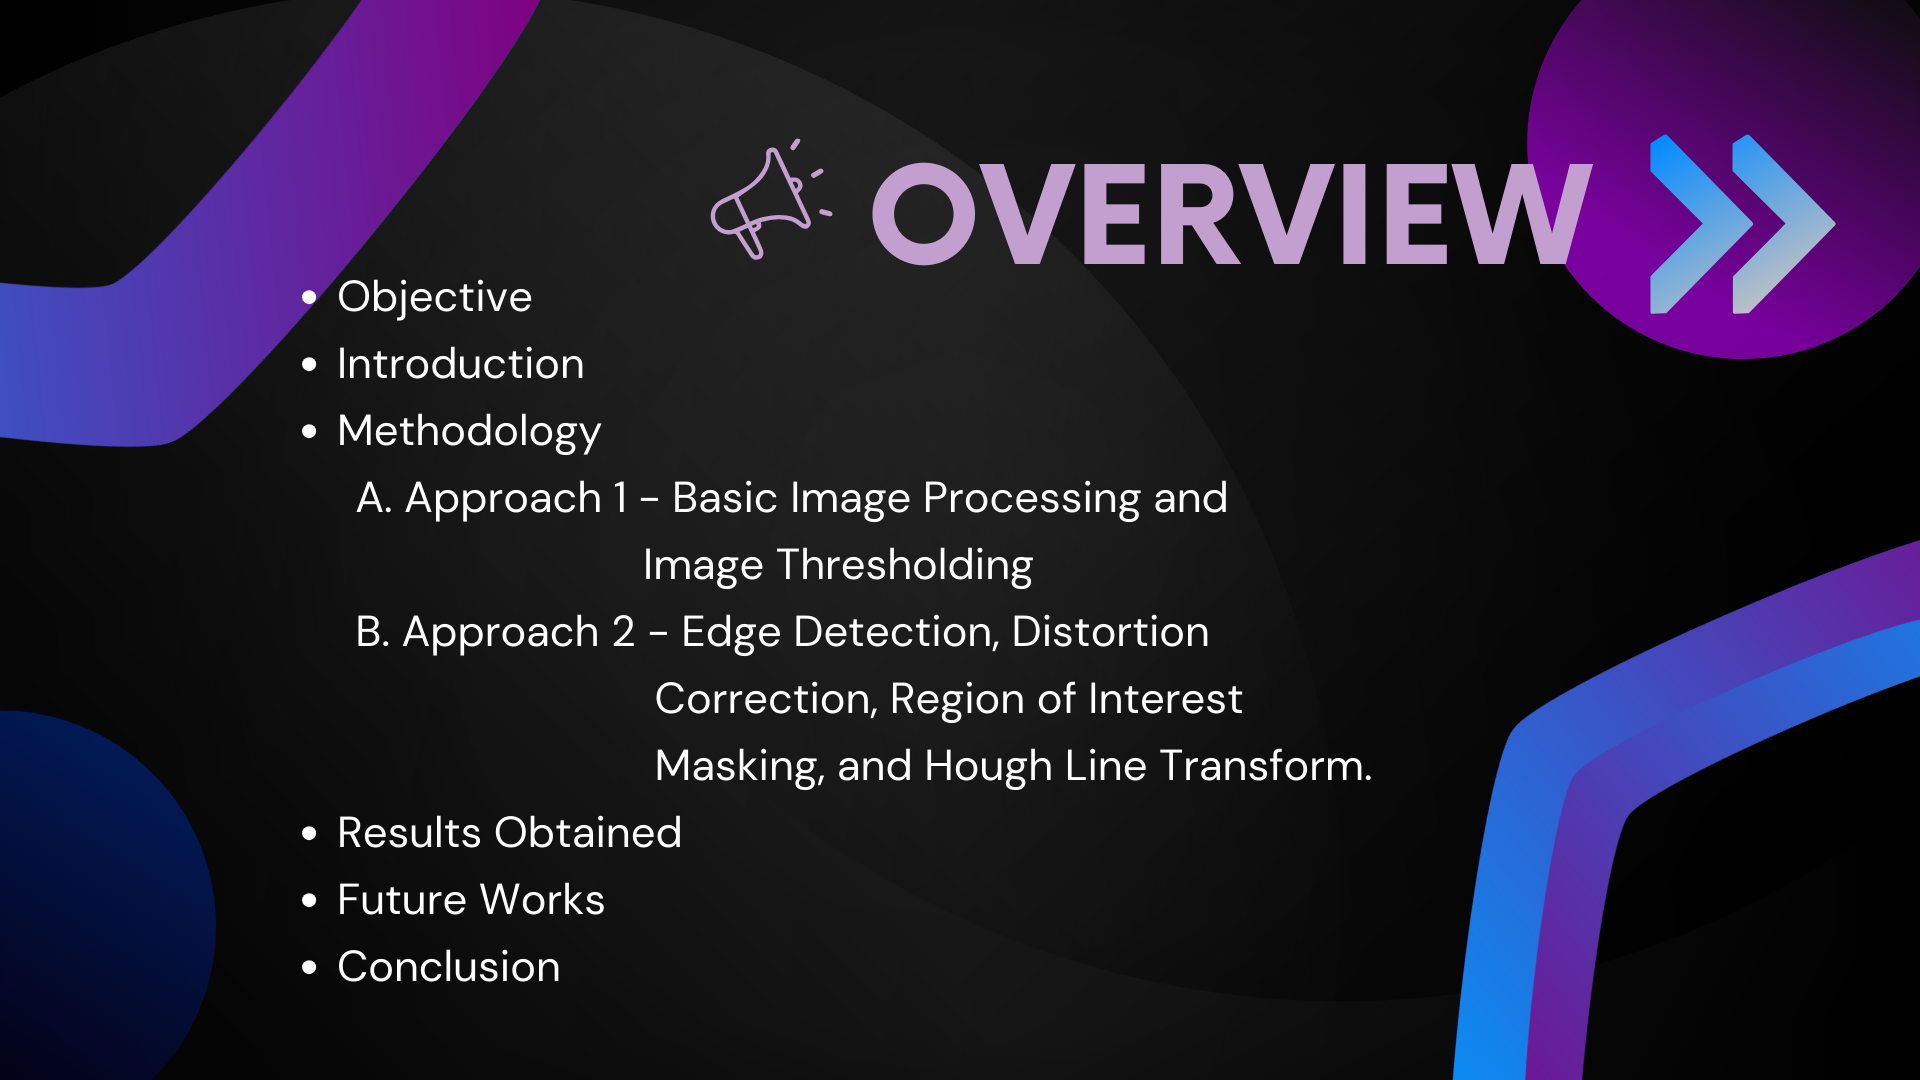 OVERVIEW
• Objective
• Introduction
• Methodology
A. Approach 1 - Basic Image Processing and
Image Thresholding
B. Approach 2 - Edge Detection, Distortion
Correction, Region of Interest
Masking, and Hough Line Transform.
• Results Obtained
• Future Works
• Conclusion